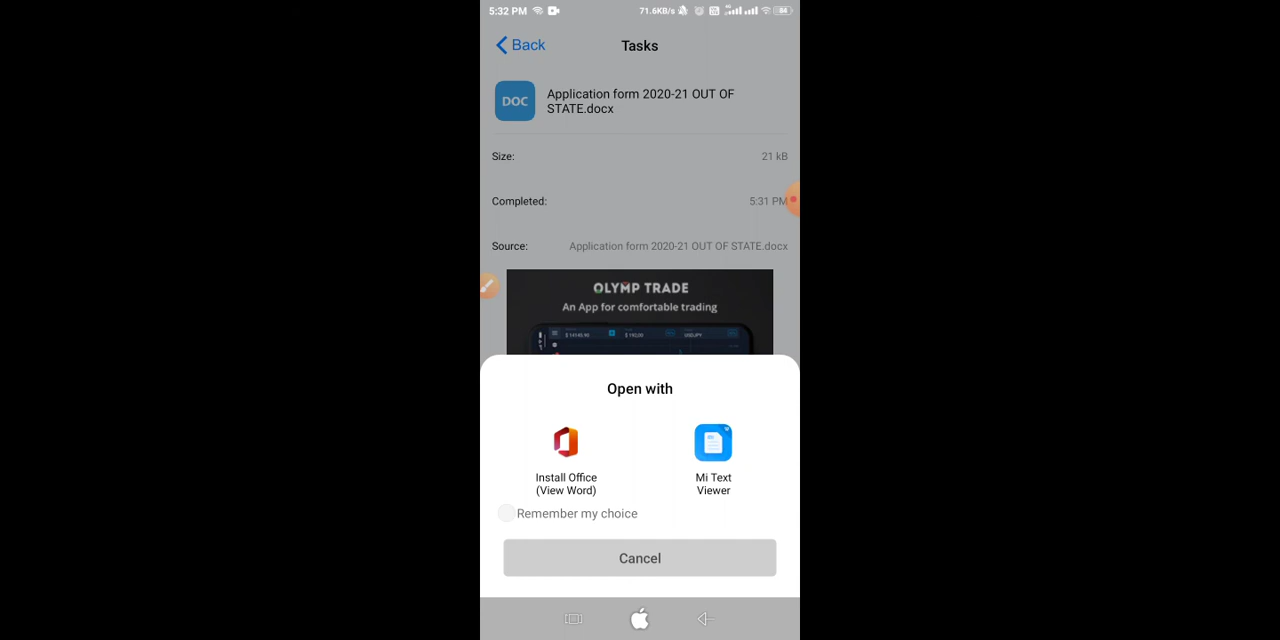 5:32 PM 71.6KB/s 84
Back Tasks
DOC Application form 2020-21 OUT OF
STATE.docx
Size: 21 kB
Completed: 5:31 PM
Source: Application form 2020-21 OUT OF STATE.docx
OLYMP TRADE
An App for comfortable trading
Open with
Install Office
(View Word)
Mi Text
Viewer
Remember my choice
Cancel